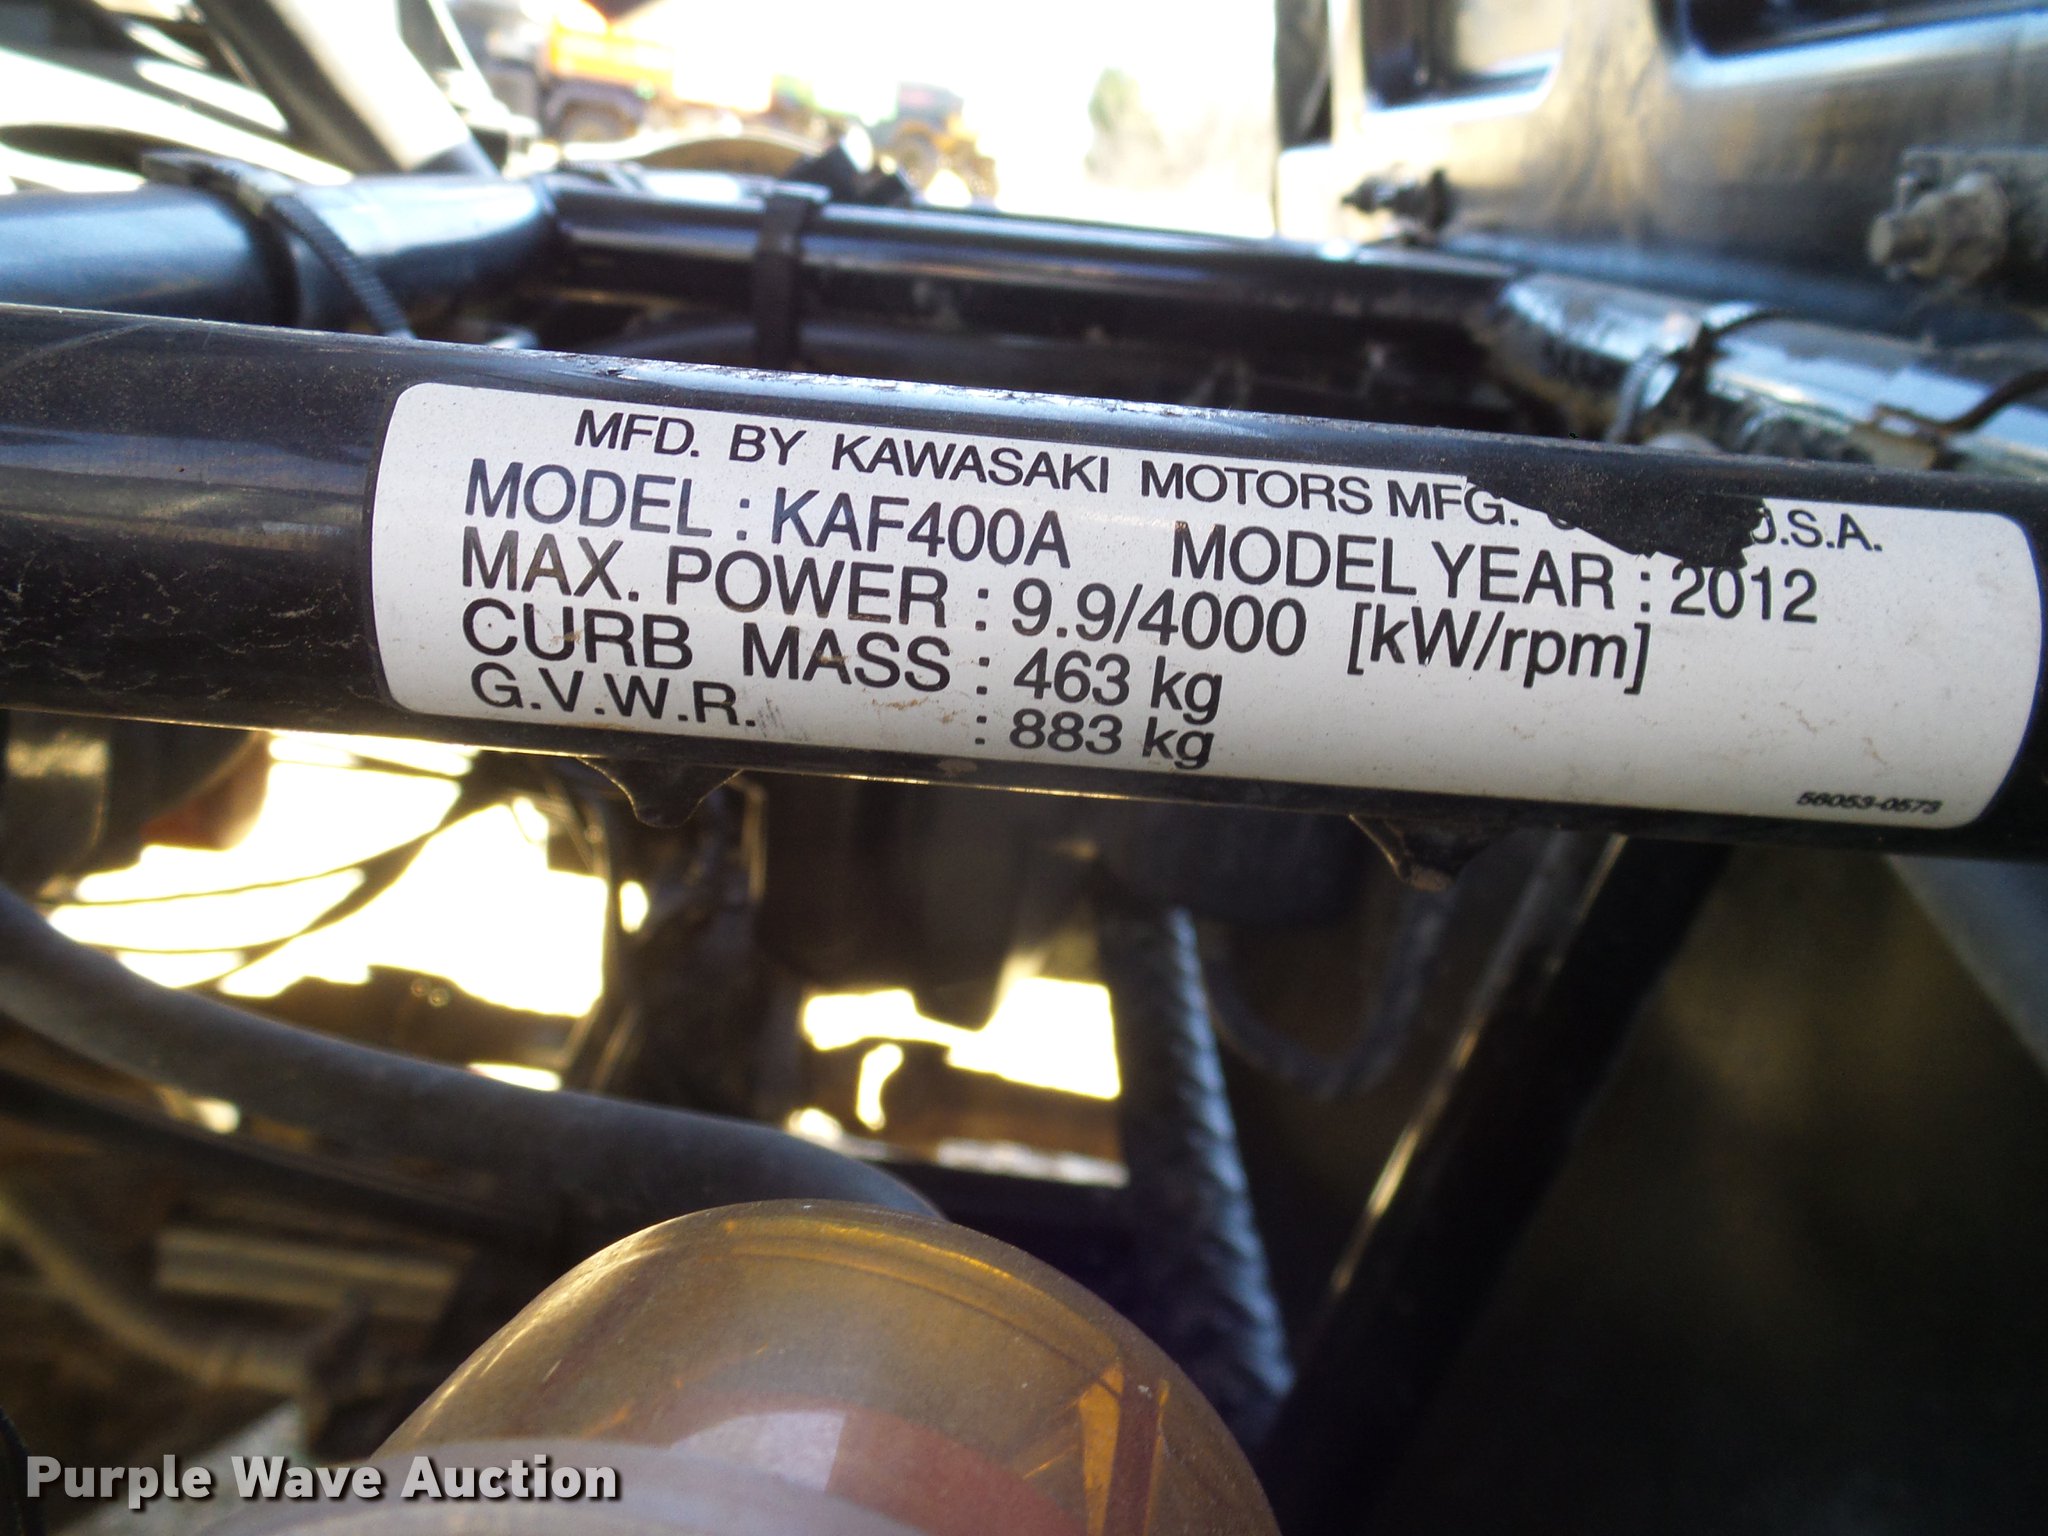 MFD. BY KAWASAKI MOTORS MFG. U.S.A.
MODEL : KAF400A MODEL YEAR : 2012
MAX. POWER : 9.9/4000 [kW/rpm]
CURB MASS : 463 kg
G.V.W.R. : 883 kg
56053-0573
Purple Wave Auction